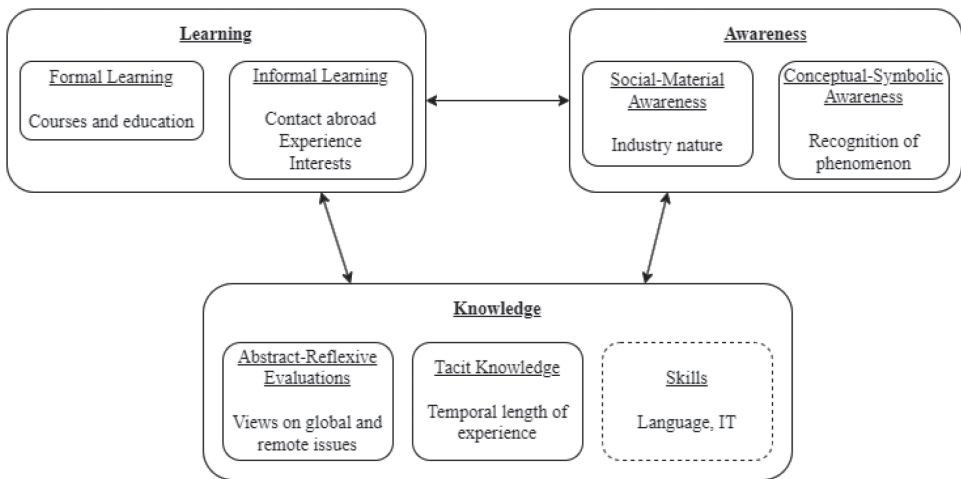 Learning
Formal Learning
Courses and education
Informal Learning
Contact abroad
Experience
Interests
Awareness
Social-Material
Awareness
Industry nature
Conceptual-Symbolic
Awareness
Recognition of
phenomenon
Knowledge
Abstract-Reflexive
Evaluations
Views on global and
remote issues
Tacit Knowledge
Temporal length of
experience
Skills
Language, IT